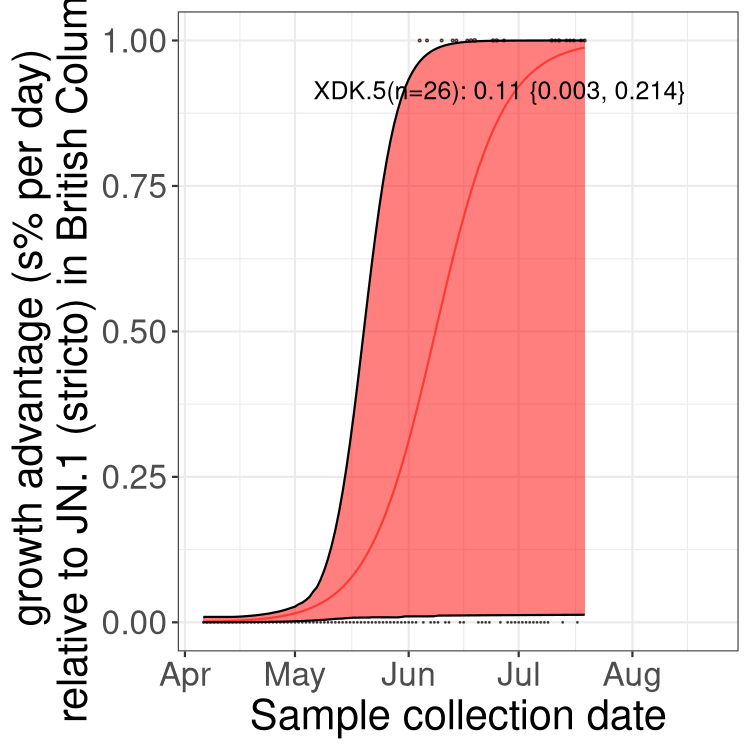 growth advantage (s% per day)
relative to JN.1 (stricto) in British Colum
1.00
0.75
0.50
0.25
0.00
XDK.5(n=26): 0.11 {0.003, 0.214}
Apr May Jun Jul Aug
Sample collection date